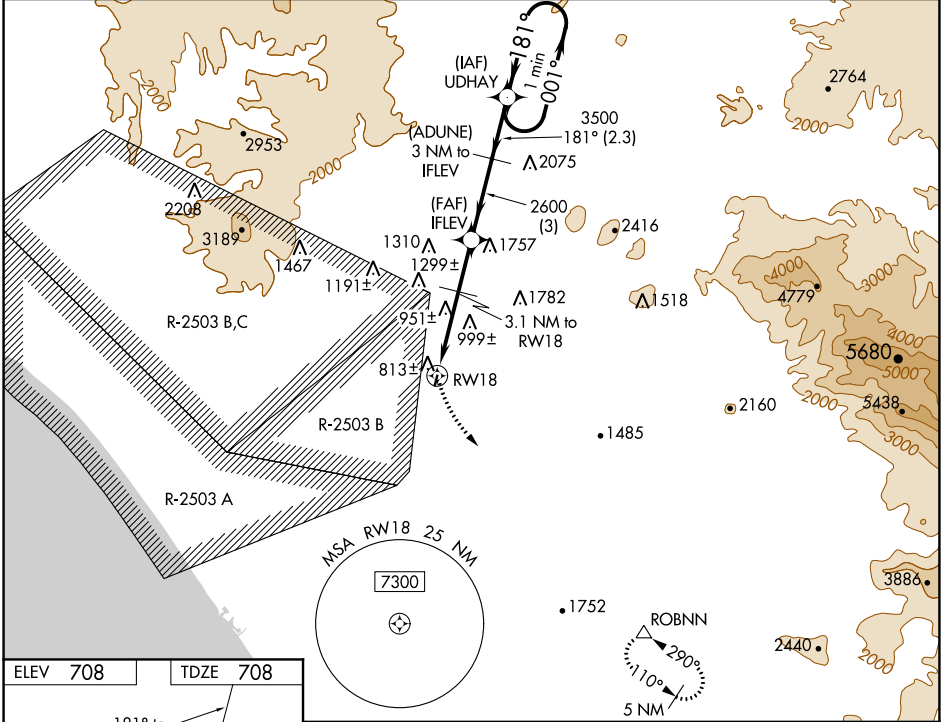 181°
1 min
001°
(IAF)
UDHAY
2000
2764
2000
2953
(ADUNE)
3 NM to
IFLEV
3500
181° (2.3)
2075
2000
2208
(FAF)
IFLEV
2600
(3)
3189
1310
1757
2416
1467
1299±
1191±
4000
3000
4779
1782
1518
R-2503 B,C
951±
3.1 NM to
RW18
999±
4000
5680
5000
813±
RW18
2000
5438
2160
3000
R-2503 B
1485
R-2503 A
MSA RW18 25 NM
7300
3886
1752
ROBNN
290°
110°
5 NM
2440
2000
ELEV 708
TDZE 708